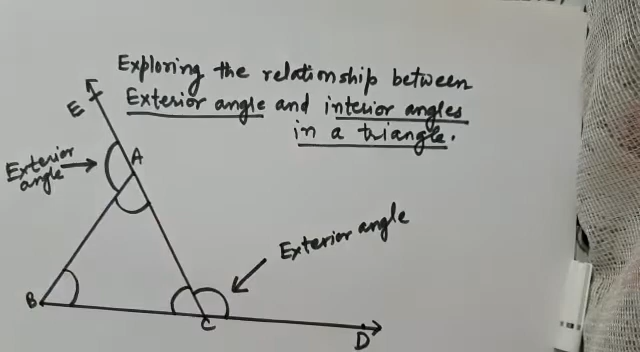 Exploring the relationship between
Exterior angle and interior angles
in a triangle.
E
A
Exterior
angle
Exterior angle
B
C
D